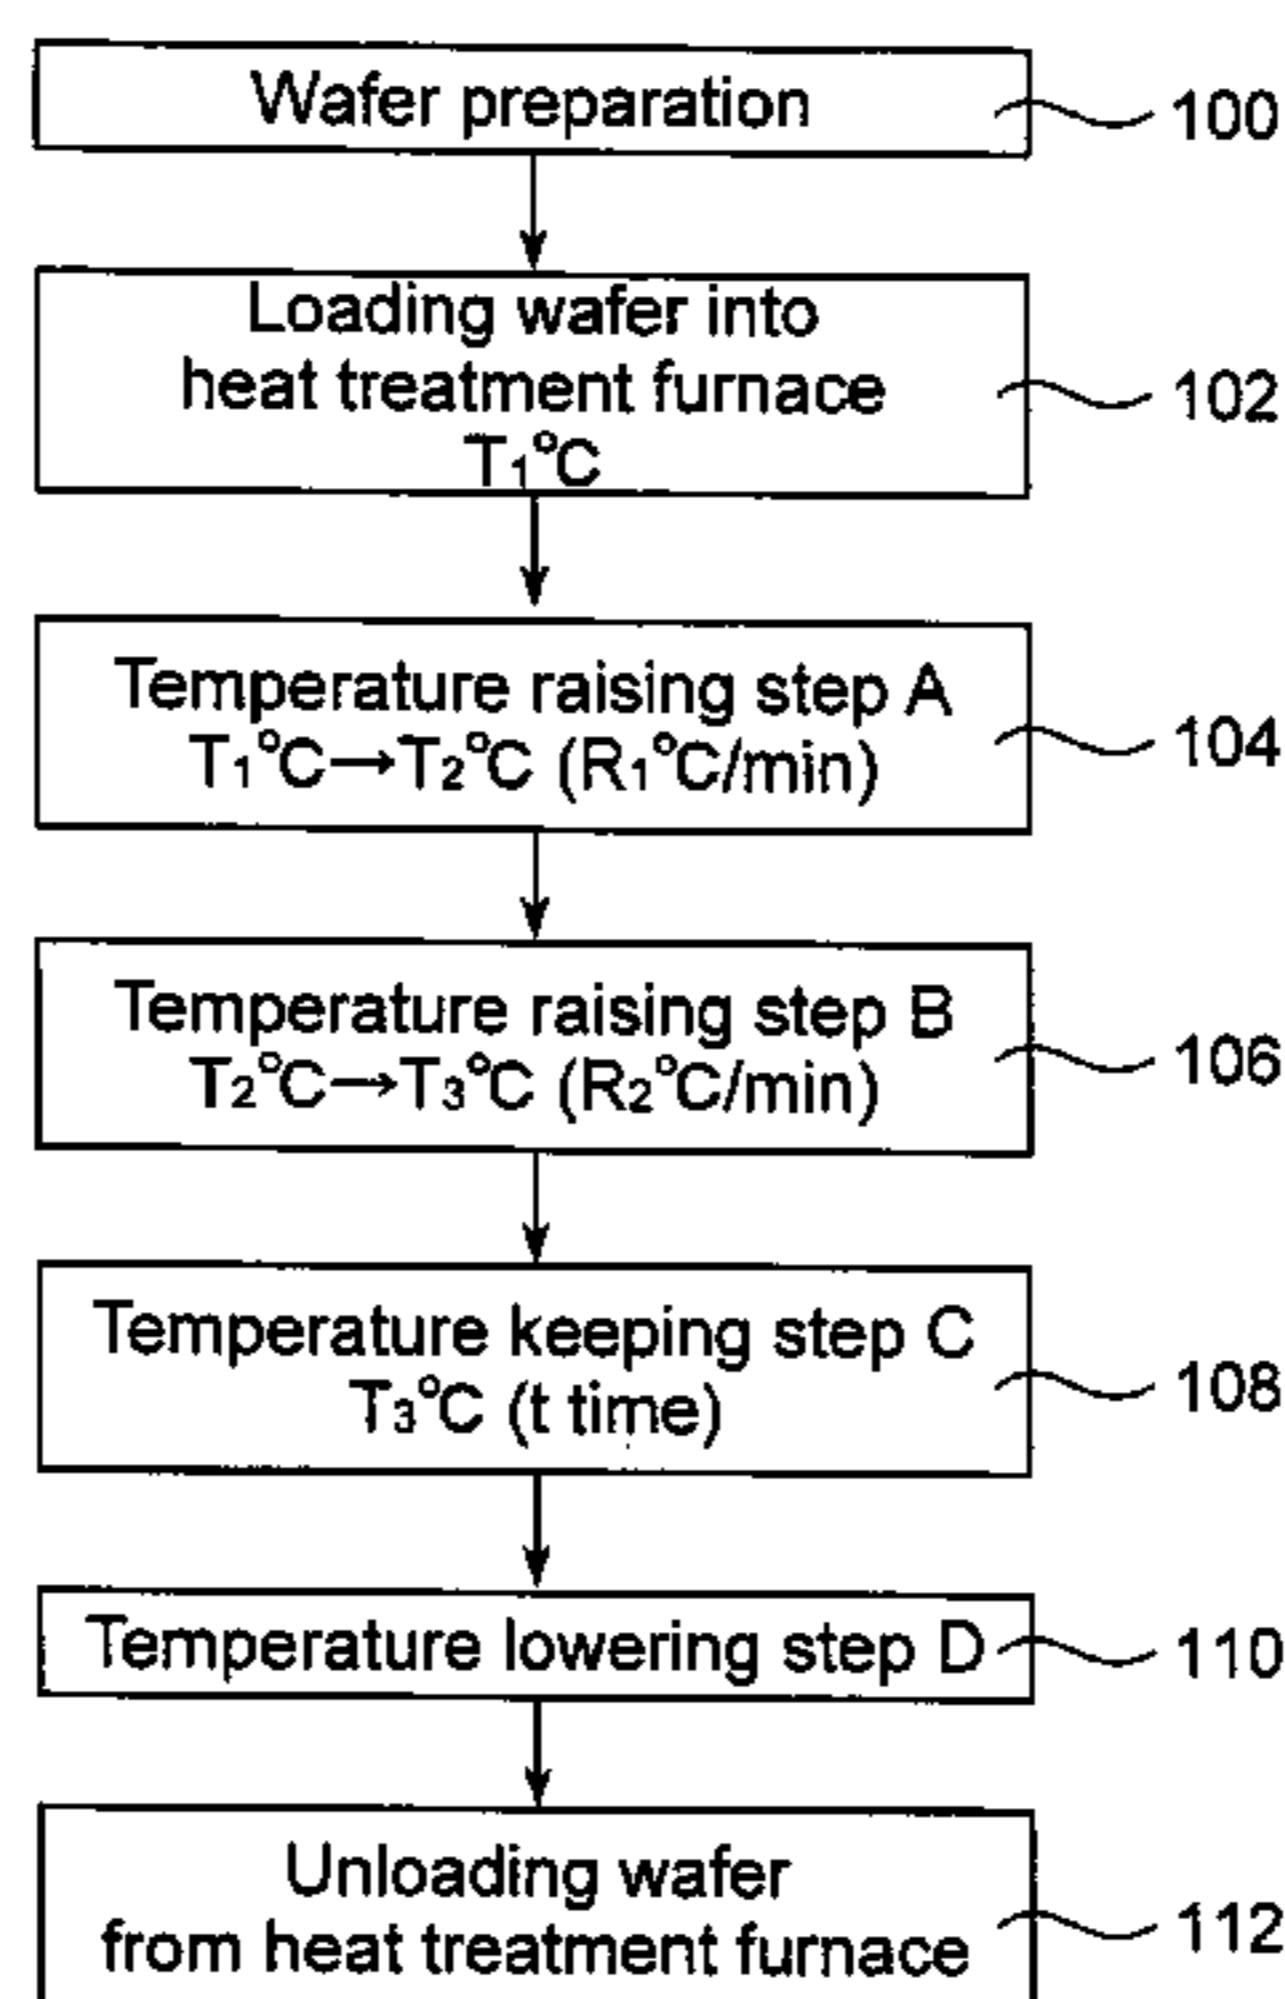 Wafer preparation
100
Loading wafer into
heat treatment furnace
T₁°C
102
Temperature raising step A
T₁°C→T₂°C (R₁°C/min)
104
Temperature raising step B
T₂°C→T₃°C (R₂°C/min)
106
Temperature keeping step C
T₃°C (t time)
108
Temperature lowering step D
110
Unloading wafer
from heat treatment furnace
112